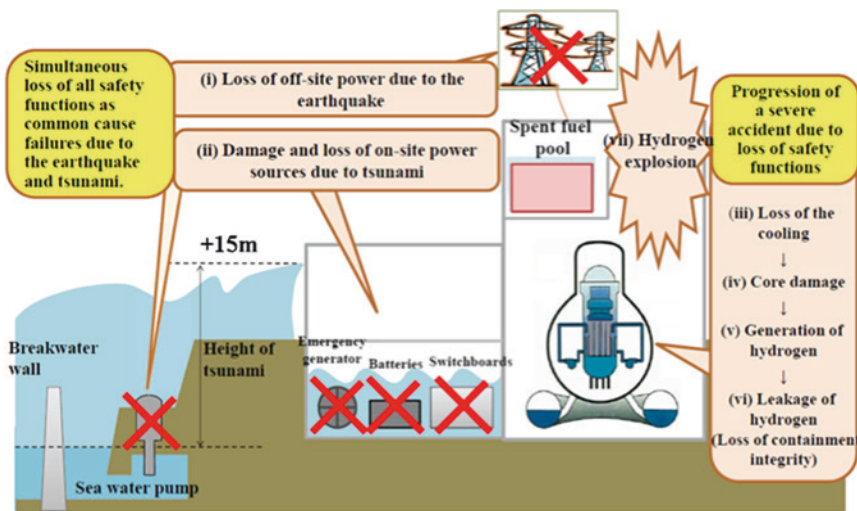 Simultaneous
loss of all safety
functions as
common cause
failures due to
the earthquake
and tsunami.
(i) Loss of off-site power due to the
earthquake
(ii) Damage and loss of on-site power
sources due to tsunami
Spent fuel
pool
(vii) Hydrogen
explosion
Progression of
a severe
accident due to
loss of safety
functions
(iii) Loss of the
cooling
↓
(iv) Core damage
↓
(v) Generation of
hydrogen
↓
(vi) Leakage of
hydrogen
(Loss of containment
integrity)
+15m
Height of
tsunami
Breakwater
wall
Sea water pump
Emergency
generator
Batteries
Switchboards